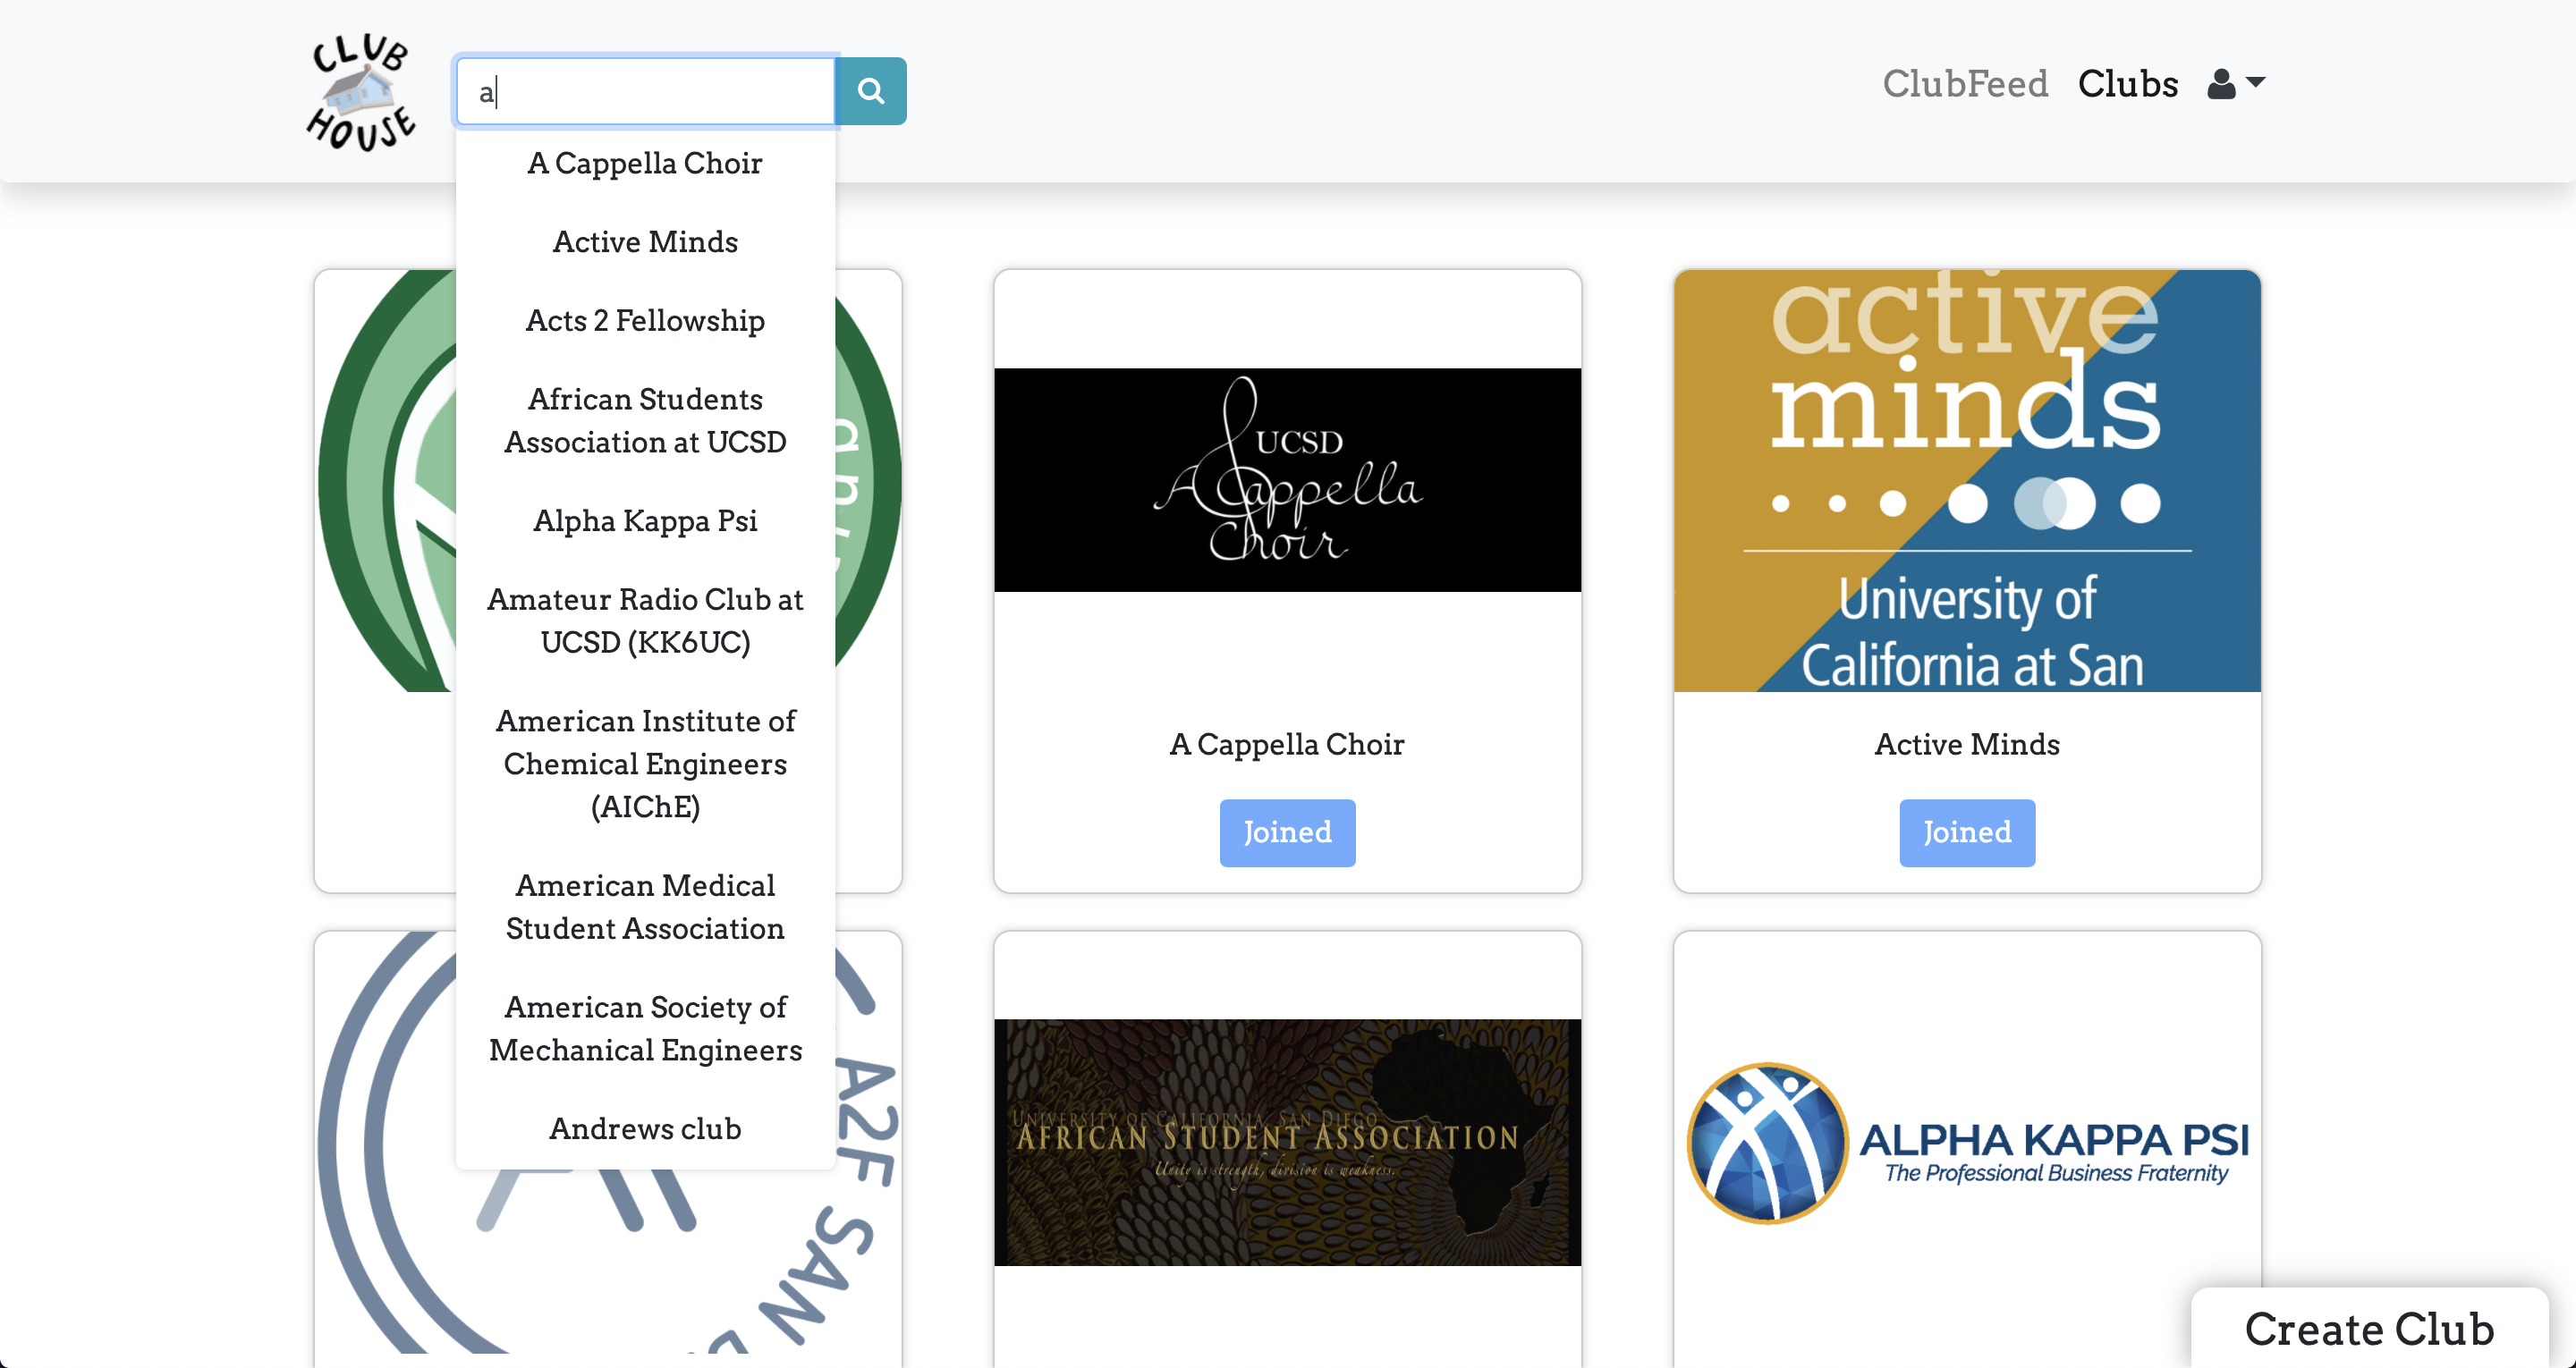 CLUB
HOUSE
a
ClubFeed
Clubs
A Cappella Choir
Active Minds
Acts 2 Fellowship
African Students
Association at UCSD
Alpha Kappa Psi
Amateur Radio Club at
UCSD (KK6UC)
American Institute of
Chemical Engineers
(AIChE)
American Medical
Student Association
American Society of
Mechanical Engineers
Andrews club
UCSD
A Cappella
Choir
A Cappella Choir
Joined
active
minds
University of
California at San
Active Minds
Joined
A2F SAN
UNIVERSITY OF CALIFORNIA, SAN DIEGO
AFRICAN STUDENT ASSOCIATION
Unity is strength, division is weakness.
ALPHA KAPPA PSI
The Professional Business Fraternity
Create Club